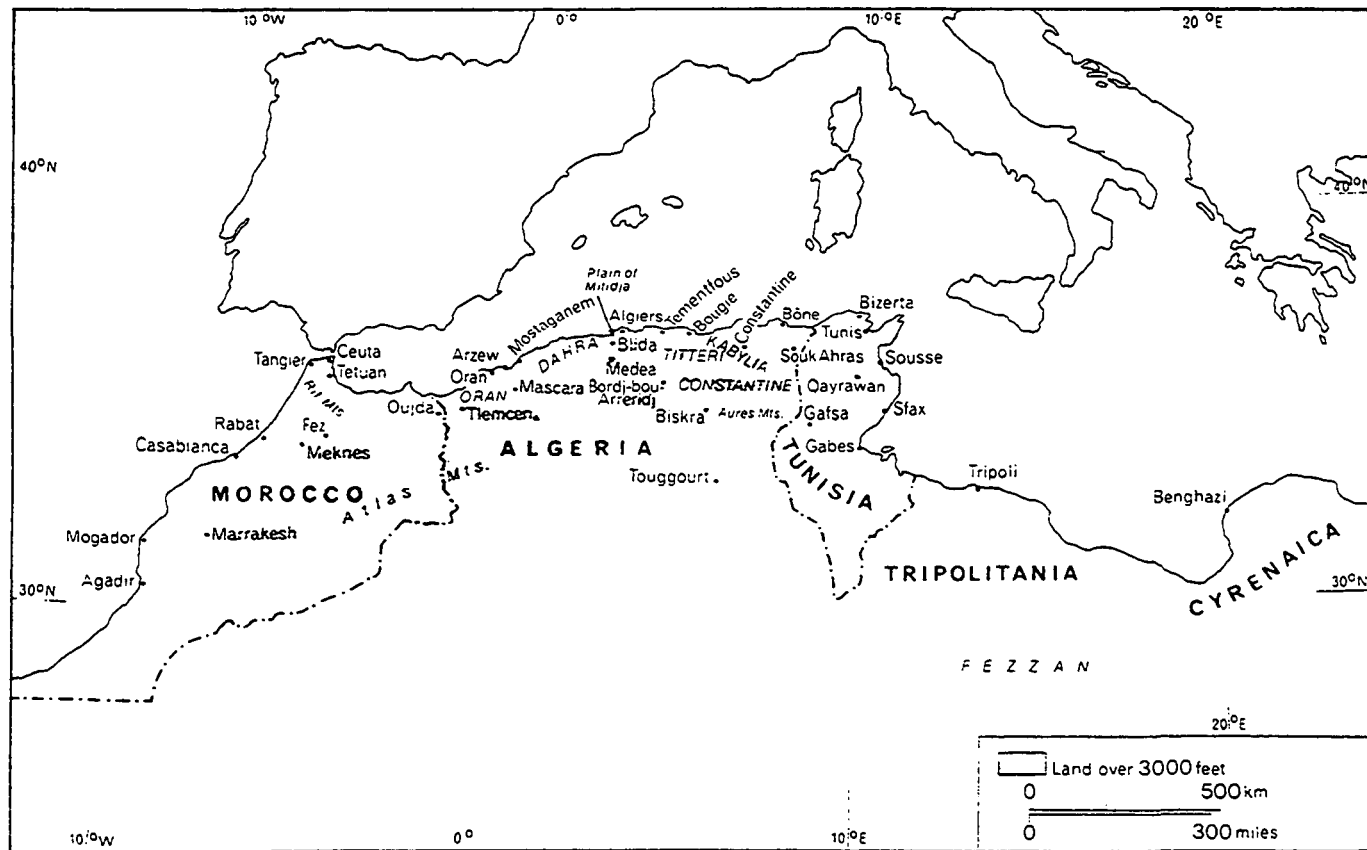 10°W 0° 10°E 20°E
40°N
40°N
Plain of
Mitidja
Mostaganem
Algiers
Tementfous
Bougie
Constantine
Bône
Bizerta
Tunis
Tangier
Ceuta
Tetuan
Rif Mts
Arzew
Oran
ORAN
DAHRA
Blida
TITTERI
KABYLIA
Souk Ahras
Sousse
Oujda
Tlemcen
Mascara
Medea
Bordj-bou
Arreridj
CONSTANTINE
Qayrawan
Biskra
Aures Mts.
Gafsa
Sfax
Rabat
Fez
Casablanca
Meknes
ALGERIA
Gabes
MOROCCO
Atlas Mts.
Touggourt
TUNISIA
Tripoli
Benghazi
Mogador
Marrakesh
Agadir
TRIPOLITANIA
CYRENAICA
30°N
30°N
FEZZAN
20°E
Land over 3000 feet
0 500 km
0 300 miles
10°W 0° 10°E